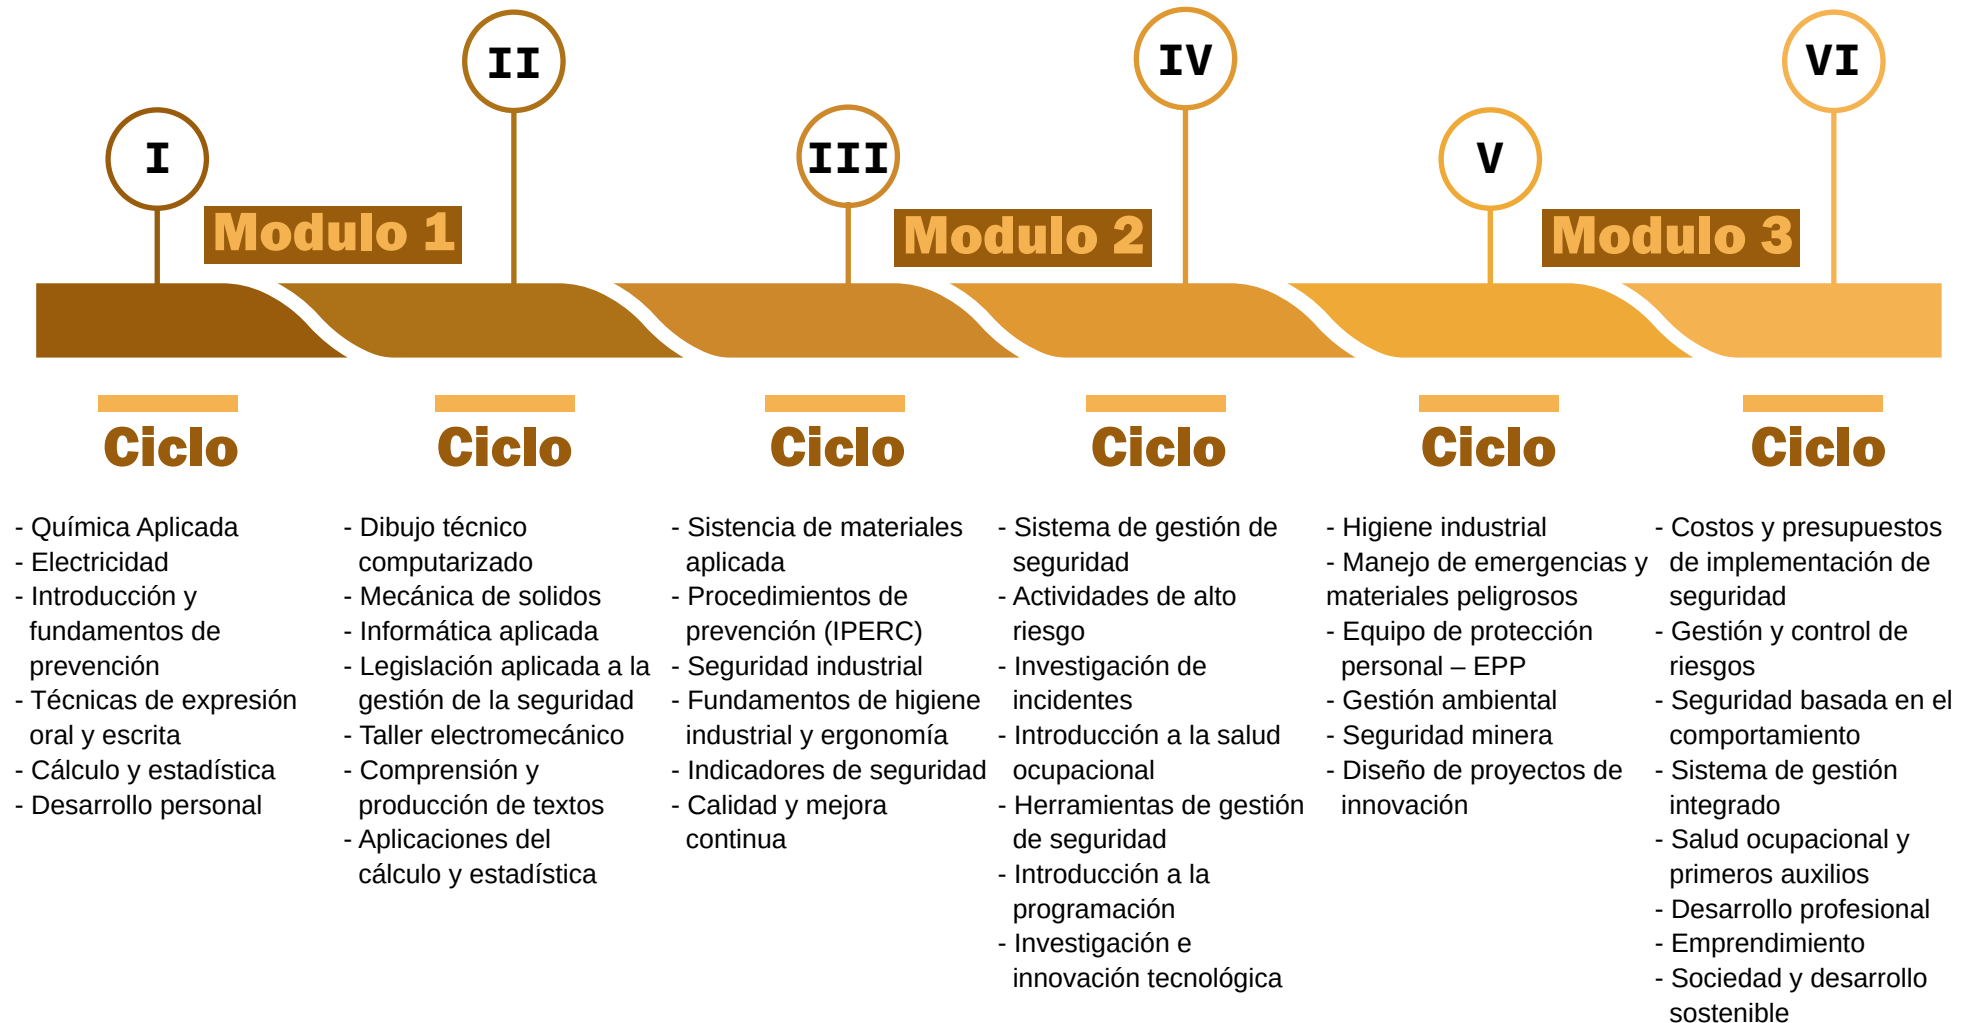 I
II
III
IV
V
VI
Modulo 1
Modulo 2
Modulo 3
Ciclo
- Química Aplicada
- Electricidad
- Introducción y
fundamentos de
prevención
- Técnicas de expresión
oral y escrita
- Cálculo y estadística
- Desarrollo personal
Ciclo
- Dibujo técnico
computarizado
- Mecánica de solidos
- Informática aplicada
- Legislación aplicada a la
gestión de la seguridad
- Taller electromecánico
- Comprensión y
producción de textos
- Aplicaciones del
cálculo y estadística
Ciclo
- Sistencia de materiales
aplicada
- Procedimientos de
prevención (IPERC)
- Seguridad industrial
- Fundamentos de higiene
industrial y ergonomía
- Indicadores de seguridad
- Calidad y mejora
continua
Ciclo
- Sistema de gestión de
seguridad
- Actividades de alto
riesgo
- Investigación de
incidentes
- Introducción a la salud
ocupacional
- Herramientas de gestión
de seguridad
- Introducción a la
programación
- Investigación e
innovación tecnológica
Ciclo
- Higiene industrial
- Manejo de emergencias y
materiales peligrosos
- Equipo de protección
personal – EPP
- Gestión ambiental
- Seguridad minera
- Diseño de proyectos de
innovación
Ciclo
- Costos y presupuestos
de implementación de
seguridad
- Gestión y control de
riesgos
- Seguridad basada en el
comportamiento
- Sistema de gestión
integrado
- Salud ocupacional y
primeros auxilios
- Desarrollo profesional
- Emprendimiento
- Sociedad y desarrollo
sostenible